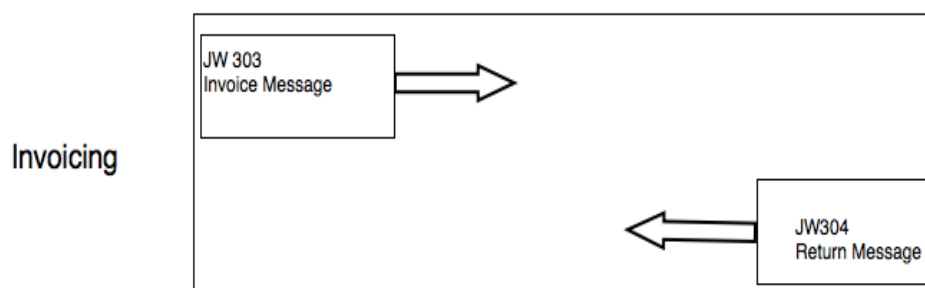 JW 303
Invoice Message
Invoicing
JW304
Return Message